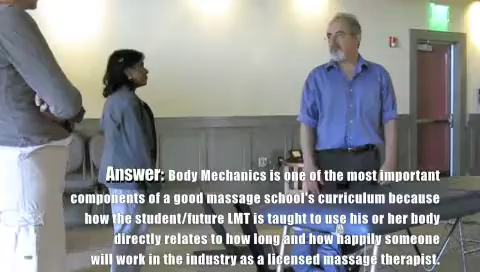 Answer: Body Mechanics is one of the most important
components of a good massage school's curriculum because
how the student/future LMT is taught to use his or her body
directly relates to how long and how happily someone
will work in the industry as a licensed massage therapist.